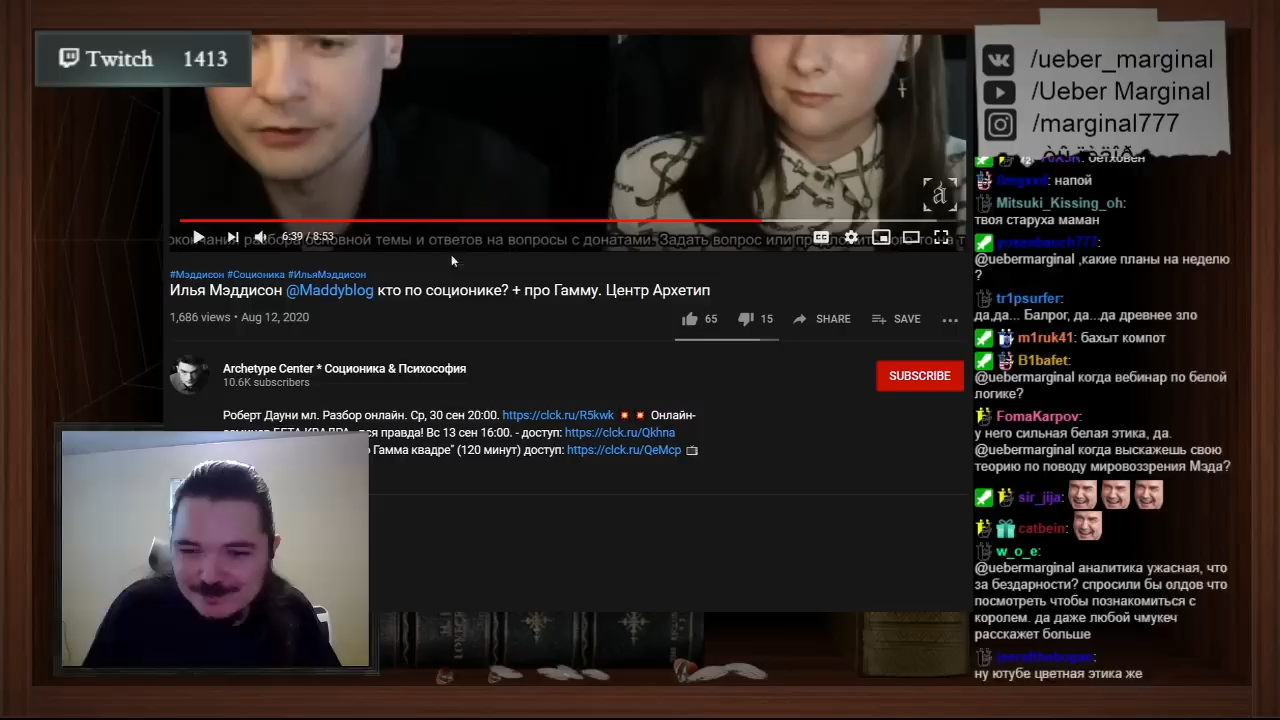 Twitch 1413
6:39 / 8:53
#Мэддисон #Соционика #ИльяМэддисон
Илья Мэддисон @Maddyblog кто по соционике? + про Гамму. Центр Архетип
1,686 views • Aug 12, 2020
65
15
SHARE
SAVE
Archetype Center * Соционика & Психософия
10.6K subscribers
SUBSCRIBE
Роберт Дауни мл. Разбор онлайн. Ср, 30 сен 20:00. https://clck.ru/R5kwk Онлайн-
правда! Вс 13 сен 16:00. - доступ: https://clck.ru/Qkhna
Гамма квадре" (120 минут) доступ: https://clck.ru/QeMcp
/ueber_marginal
/Ueber Marginal
/marginal777
бетховен
напой
Mitsuki_Kissing_oh:
твоя старуха маман
@uebermarginal ,какие планы на неделю
?
tr1psurfer:
да,да... Балрог, да...да древнее зло
m1ruk41: бахыт компот
B1bafet:
@uebermarginal когда вебинар по белой
логике?
FomaKarpov:
у него сильная белая этика, да.
@uebermarginal когда выскажешь свою
теорию по поводу мировоззрения Мэда?
sir_jija:
catbein:
w_o_e:
@uebermarginal аналитика ужасная, что
за бездарности? спросили бы олдов что
посмотреть чтобы познакомиться с
королем. да даже любой чмукеч
расскажет больше
ну ютубе цветная этика же